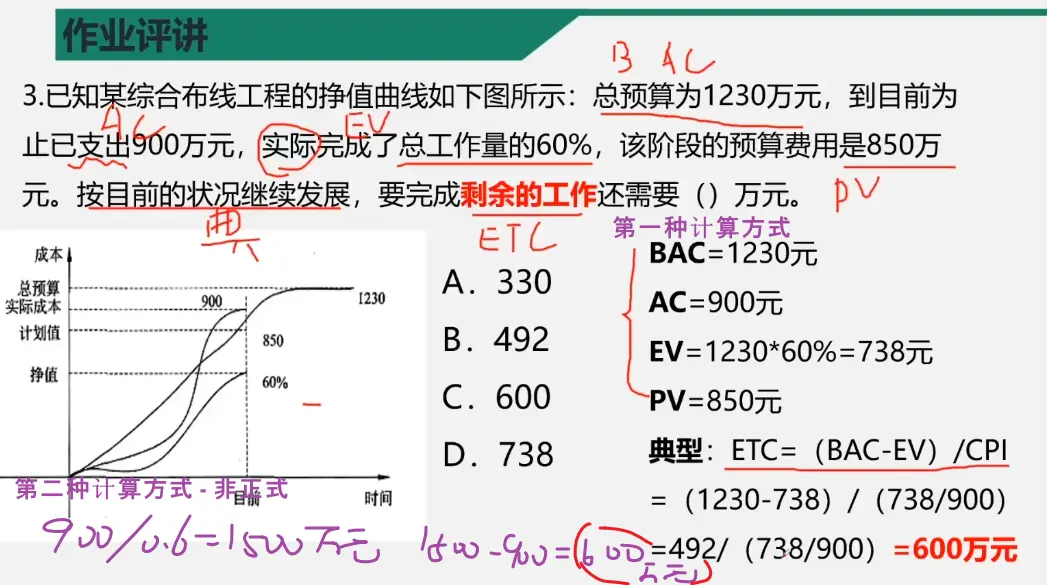 作业评讲
BAC
3.已知某综合布线工程的挣值曲线如下图所示：总预算为1230万元，到目前为
AC
EV
止已支出900万元，实际完成了总工作量的60%，该阶段的预算费用是850万
元。按目前的状况继续发展，要完成剩余的工作还需要（）万元。
PV
典
ETC
第一种计算方式
成本
总预算
实际成本
计划值
挣值
900
1230
850
60%
目前
时间
A．330
B．492
C．600
D．738
BAC=1230元
AC=900元
EV=1230*60%=738元
PV=850元
典型：ETC=（BAC-EV）/CPI
=（1230-738）/（738/900）
=492/（738/900）=600万元
第二种计算方式 - 非正式
900/0.6=1500万元 1500-900=600万元